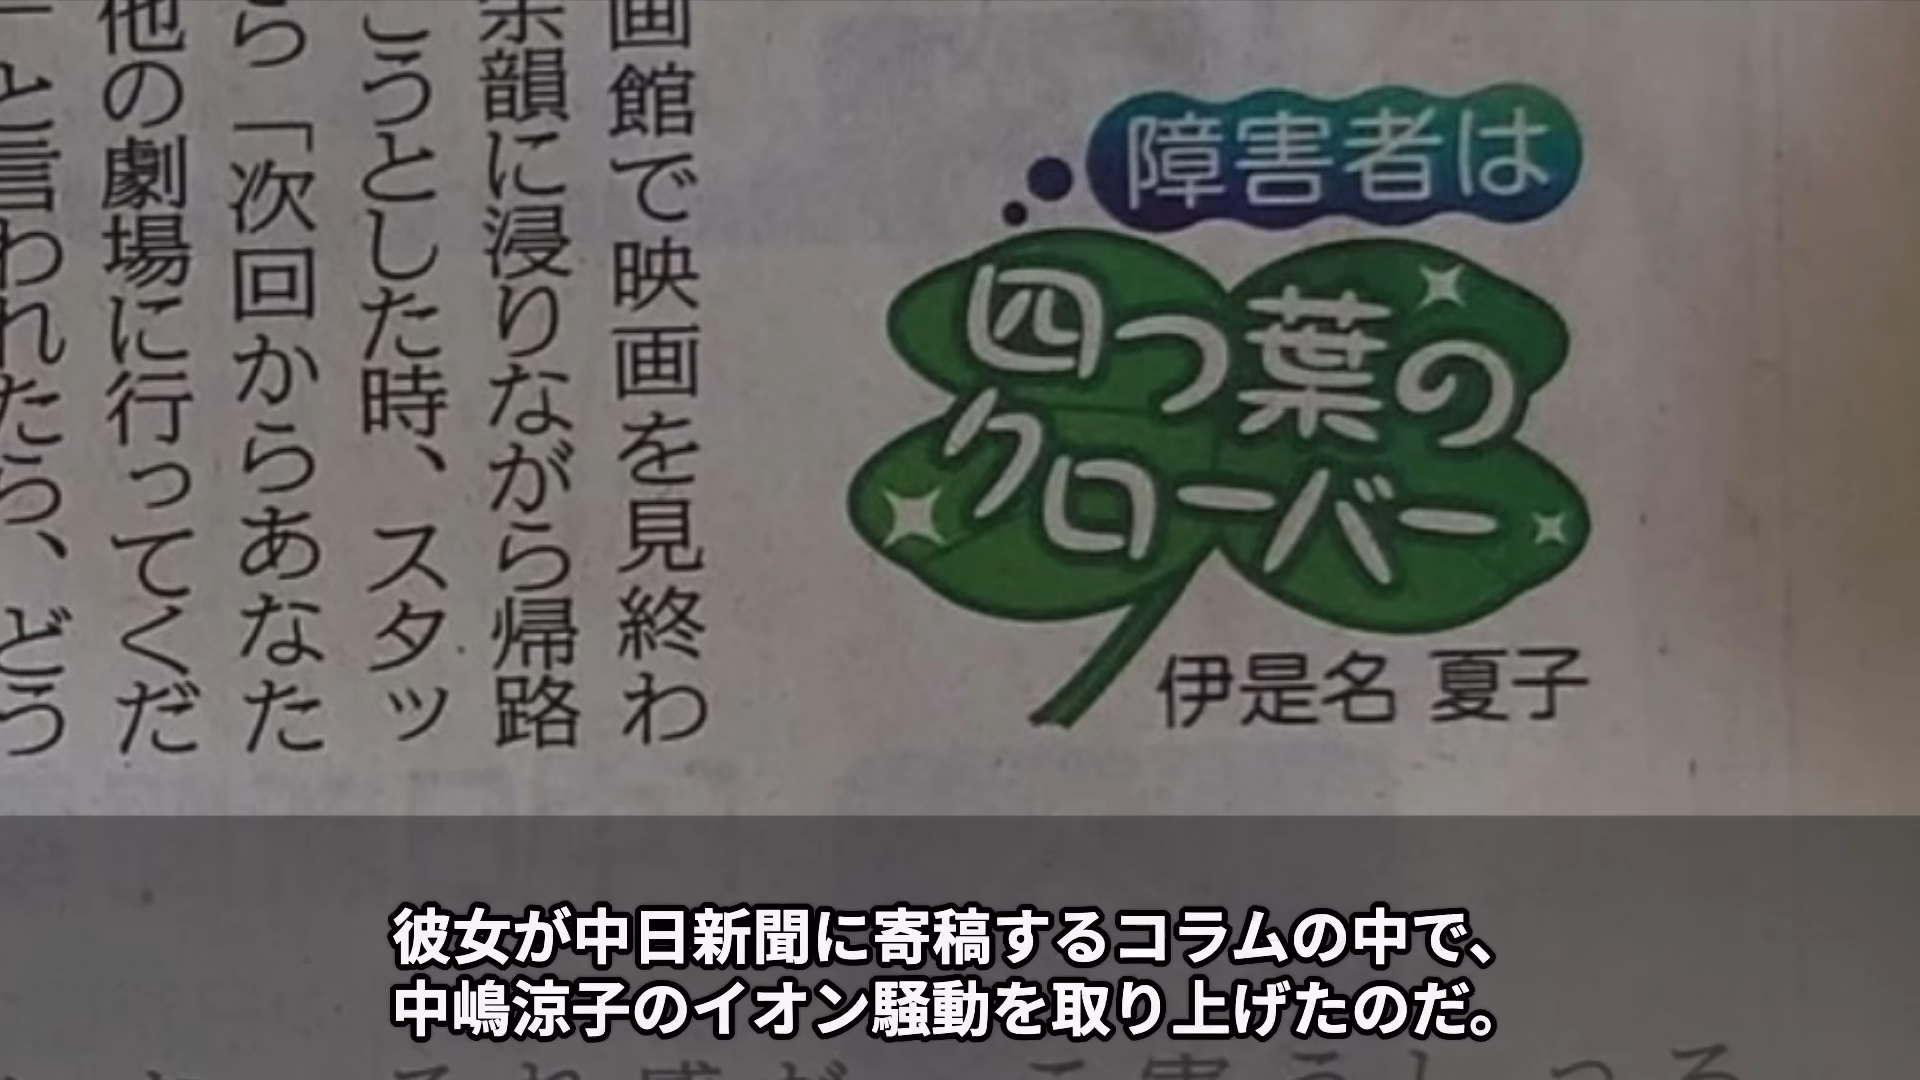 障害者は
四つ葉の
クローバー
伊是名 夏子
画館で映画を見終わ
余韻に浸りながら帰路
こうとした時、スタッ
ら「次回からあなた
他の劇場に行ってくだ
と言われたら、どう
彼女が中日新聞に寄稿するコラムの中で、
中嶋涼子のイオン騒動を取り上げたのだ。